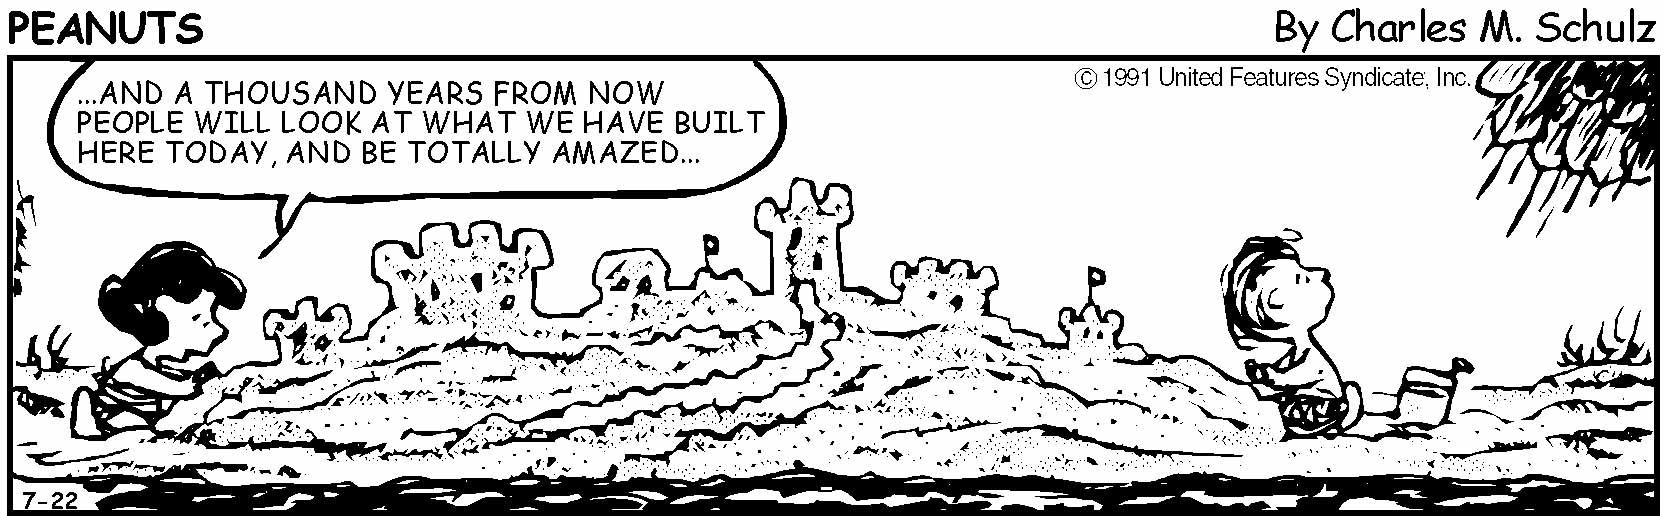 PEANUTS
By Charles M. Schulz
© 1991 United Features Syndicate, Inc.
...AND A THOUSAND YEARS FROM NOW
PEOPLE WILL LOOK AT WHAT WE HAVE BUILT
HERE TODAY, AND BE TOTALLY AMAZED...
7-22